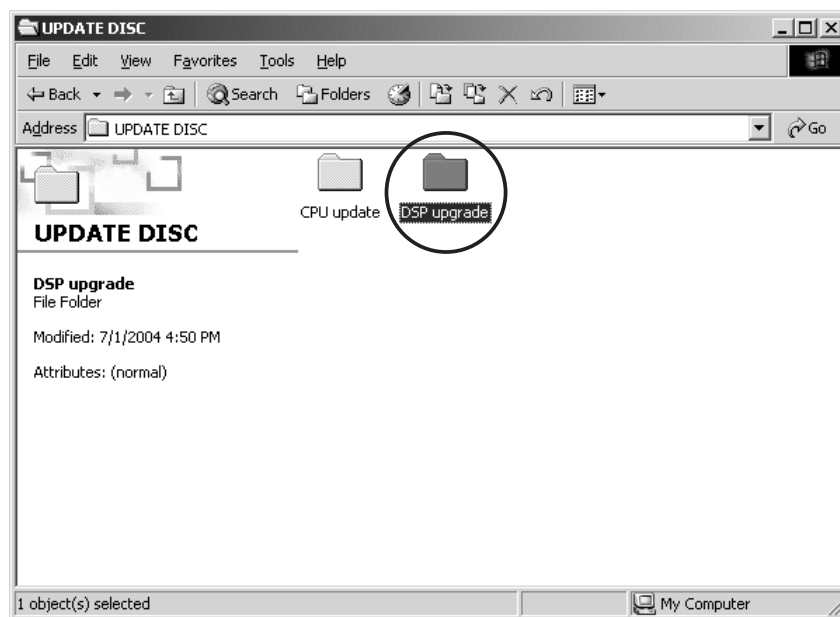 UPDATE DISC
File Edit View Favorites Tools Help
Back Search Folders
Address UPDATE DISC Go
CPU update DSP upgrade
UPDATE DISC
DSP upgrade
File Folder
Modified: 7/1/2004 4:50 PM
Attributes: (normal)
1 object(s) selected My Computer